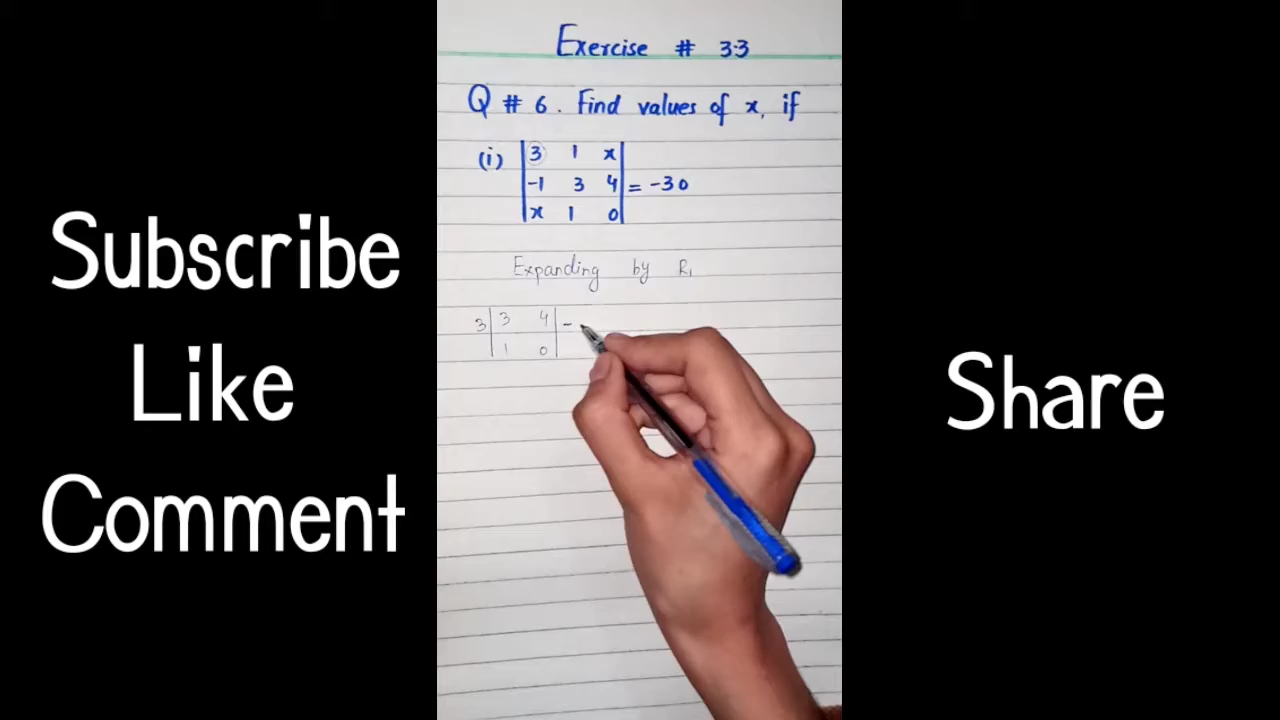 Subscribe
Like
Comment
Exercise # 3.3
Q # 6. Find values of x, if
(i) | 3 1 x |
| -1 3 4 | = -30
| x 1 0 |
Expanding by R₁
3 | 3 4 | -
| 1 0 |
Share